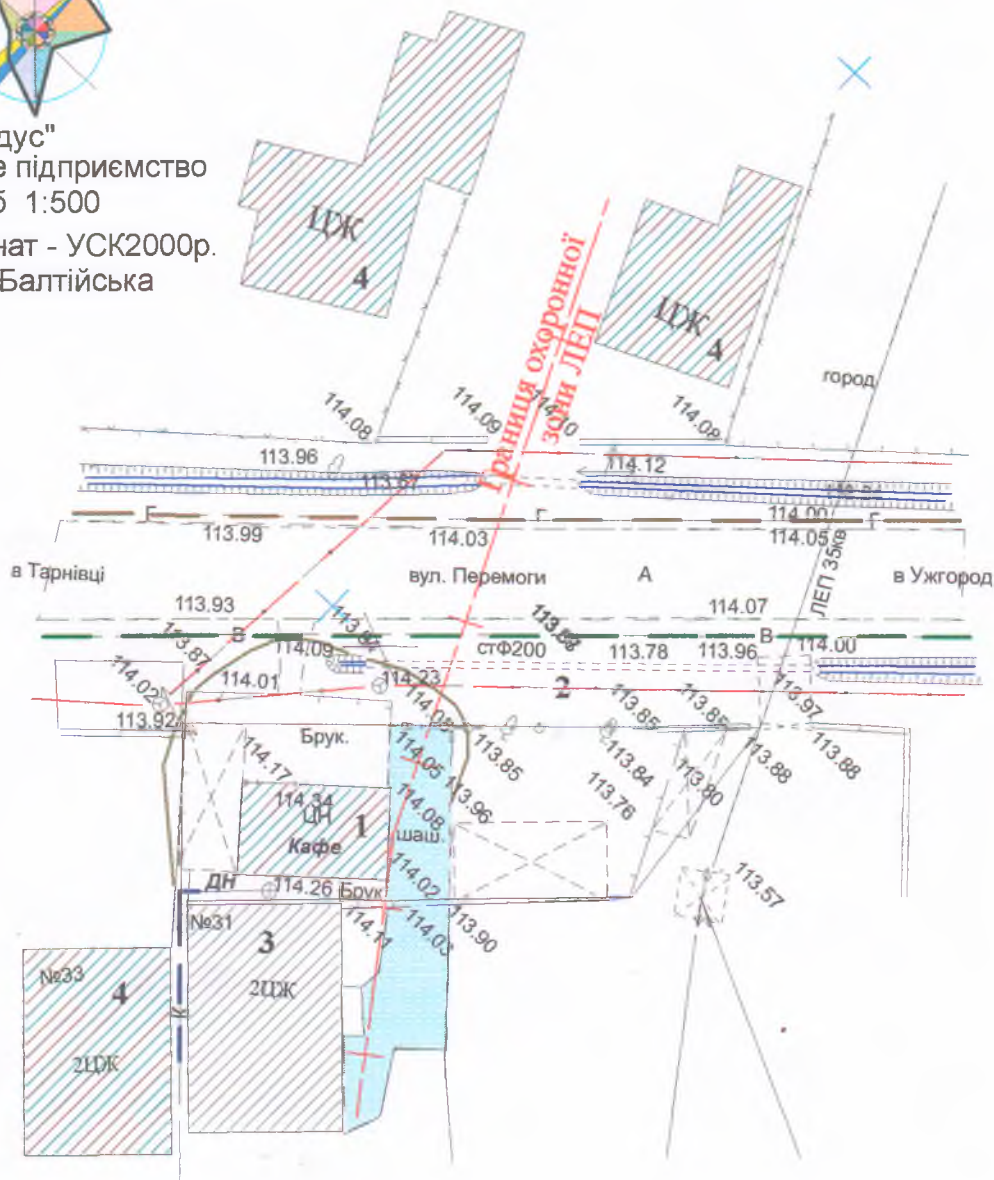 дус"
е підприємство
б 1:500
нат - УСК2000р.
Балтійська
ЦЖ
4
ЦЖ
4
Границя охоронної
зони ЛЕП
город
114.08
114.09
114.10
114.08
113.96
113.67
114.12
Г
Г
114.00
Г
113.99
114.03
114.05
в Тарнівці
вул. Перемоги
А
ЛЕП 35кв
в Ужгород
113.93
114.07
В
В
113.87
114.09
стФ200
113.78
113.96
114.00
114.02
114.01
114.23
2
113.97
113.92
114.05
113.85
113.85
113.85
Брук.
114.17
114.05
113.84
113.80
113.88
113.88
113.76
114.34
ЦН
1
Кафе
114.08
113.96
шаш.
114.02
ДН
114.26
Брук
113.57
№31
114.11
114.03
113.90
3
2ЦЖ
№33
4
2ЦЖ
К